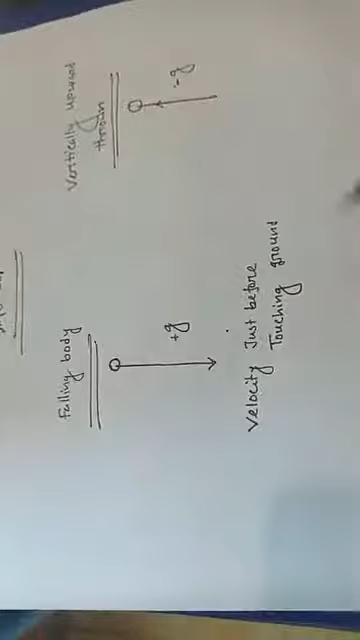 Falling body
+g
Velocity Just before
Touching ground
Vertically upward
thrown
-g